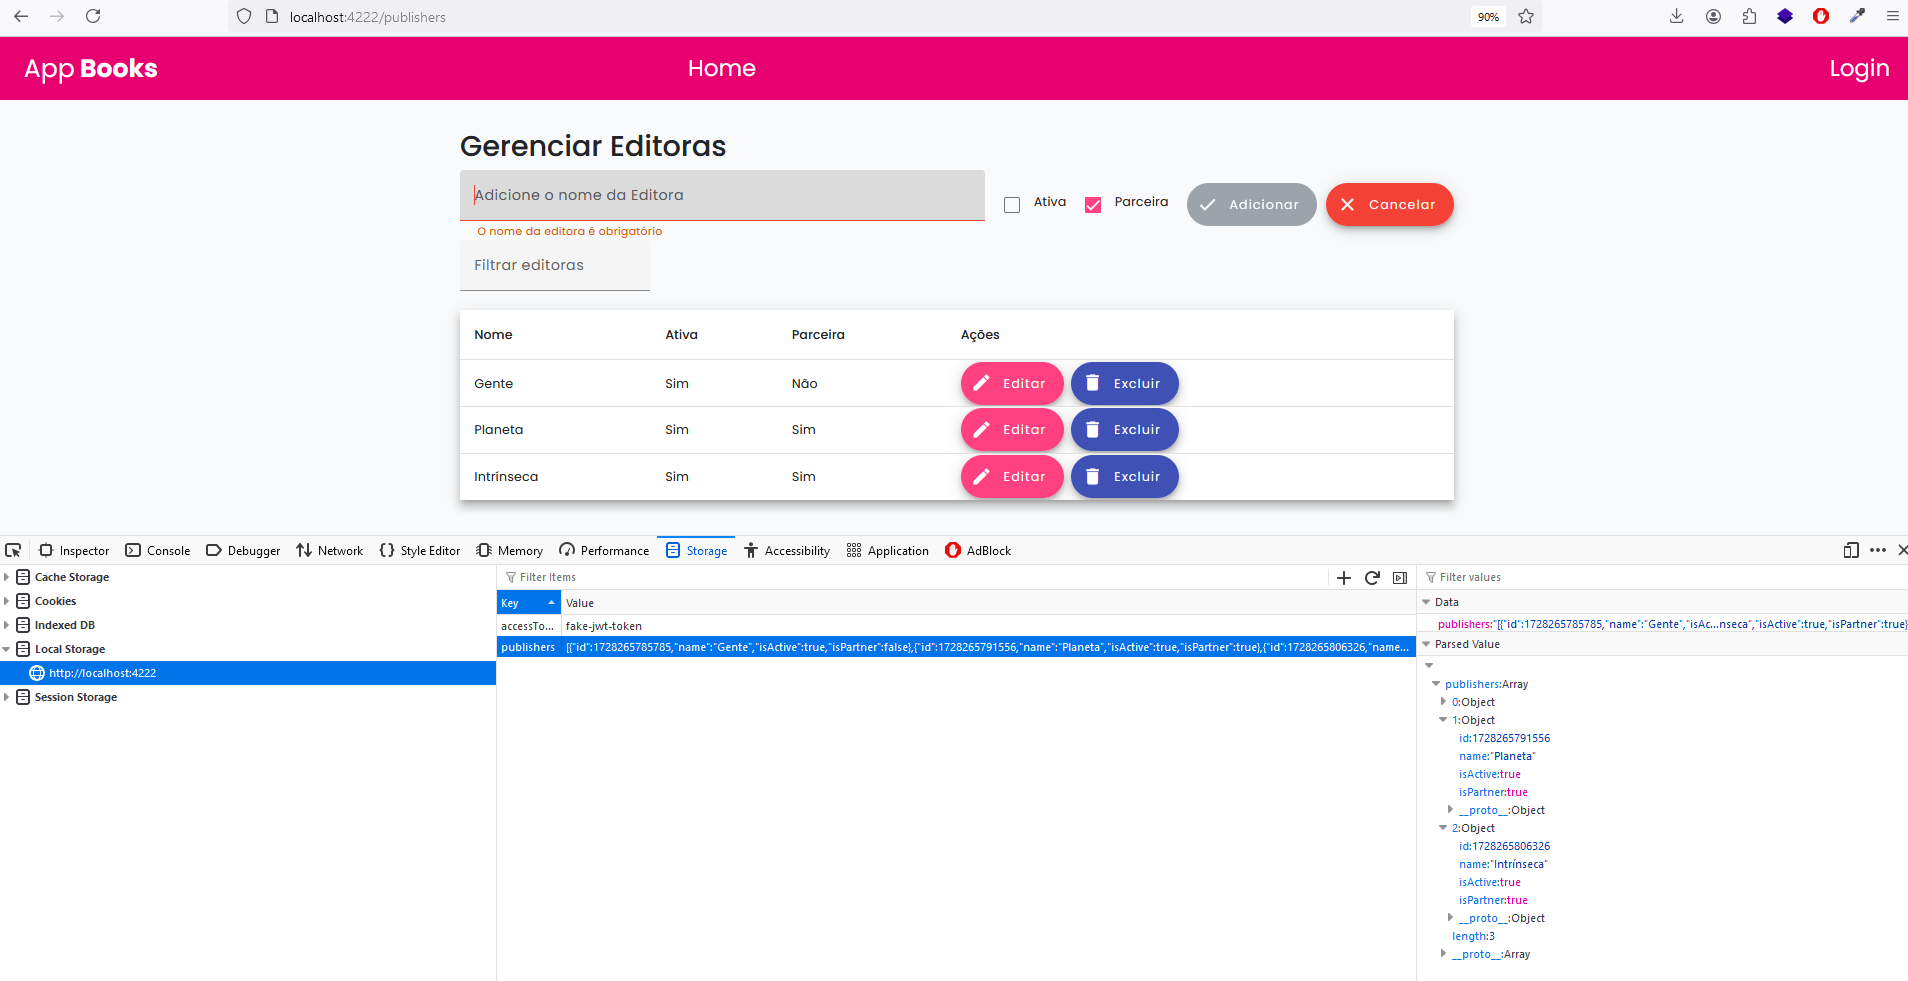 localhost:4222/publishers
90%
App Books
Home
Login
Gerenciar Editoras
Adicione o nome da Editora
Ativa
Parceira
Adicionar
Cancelar
O nome da editora é obrigatório
Filtrar editoras
Nome Ativa Parceira Ações
Gente Sim Não Editar Excluir
Planeta Sim Sim Editar Excluir
Intrínseca Sim Sim Editar Excluir
Inspector Console Debugger Network Style Editor Memory Performance Storage Accessibility Application AdBlock
Cache Storage
Cookies
Indexed DB
Local Storage
http://localhost:4222
Session Storage
Filter Items
Key Value
accessTo... fake-jwt-token
publishers [{"id":1728265785785,"name":"Gente","isActive":true,"isPartner":false},{"id":1728265791556,"name":"Planeta","isActive":true,"isPartner":true},{"id":1728265806326,"name...
Filter values
Data
publishers:"[{"id":1728265785785,"name":"Gente","isAc...nseca","isActive":true,"isPartner":true}
Parsed Value
publishers:Array
0:Object
1:Object
id:1728265791556
name:"Planeta"
isActive:true
isPartner:true
__proto__:Object
2:Object
id:1728265806326
name:"Intrínseca"
isActive:true
isPartner:true
__proto__:Object
length:3
__proto__:Array